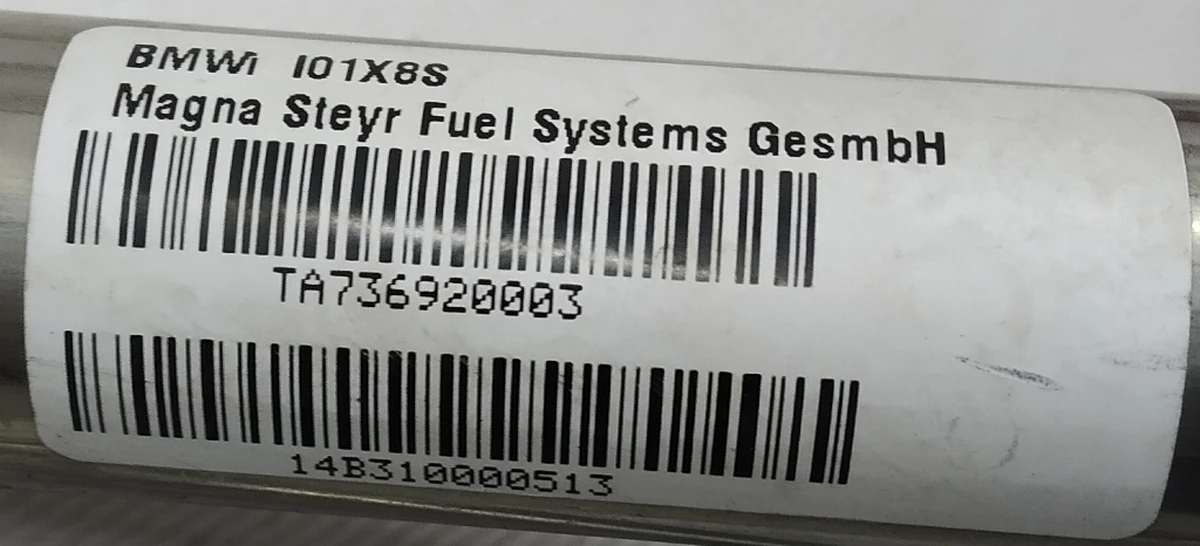 BMWi I01X8S
Magna Steyr Fuel Systems GesmbH
TA736920003
14B310000513